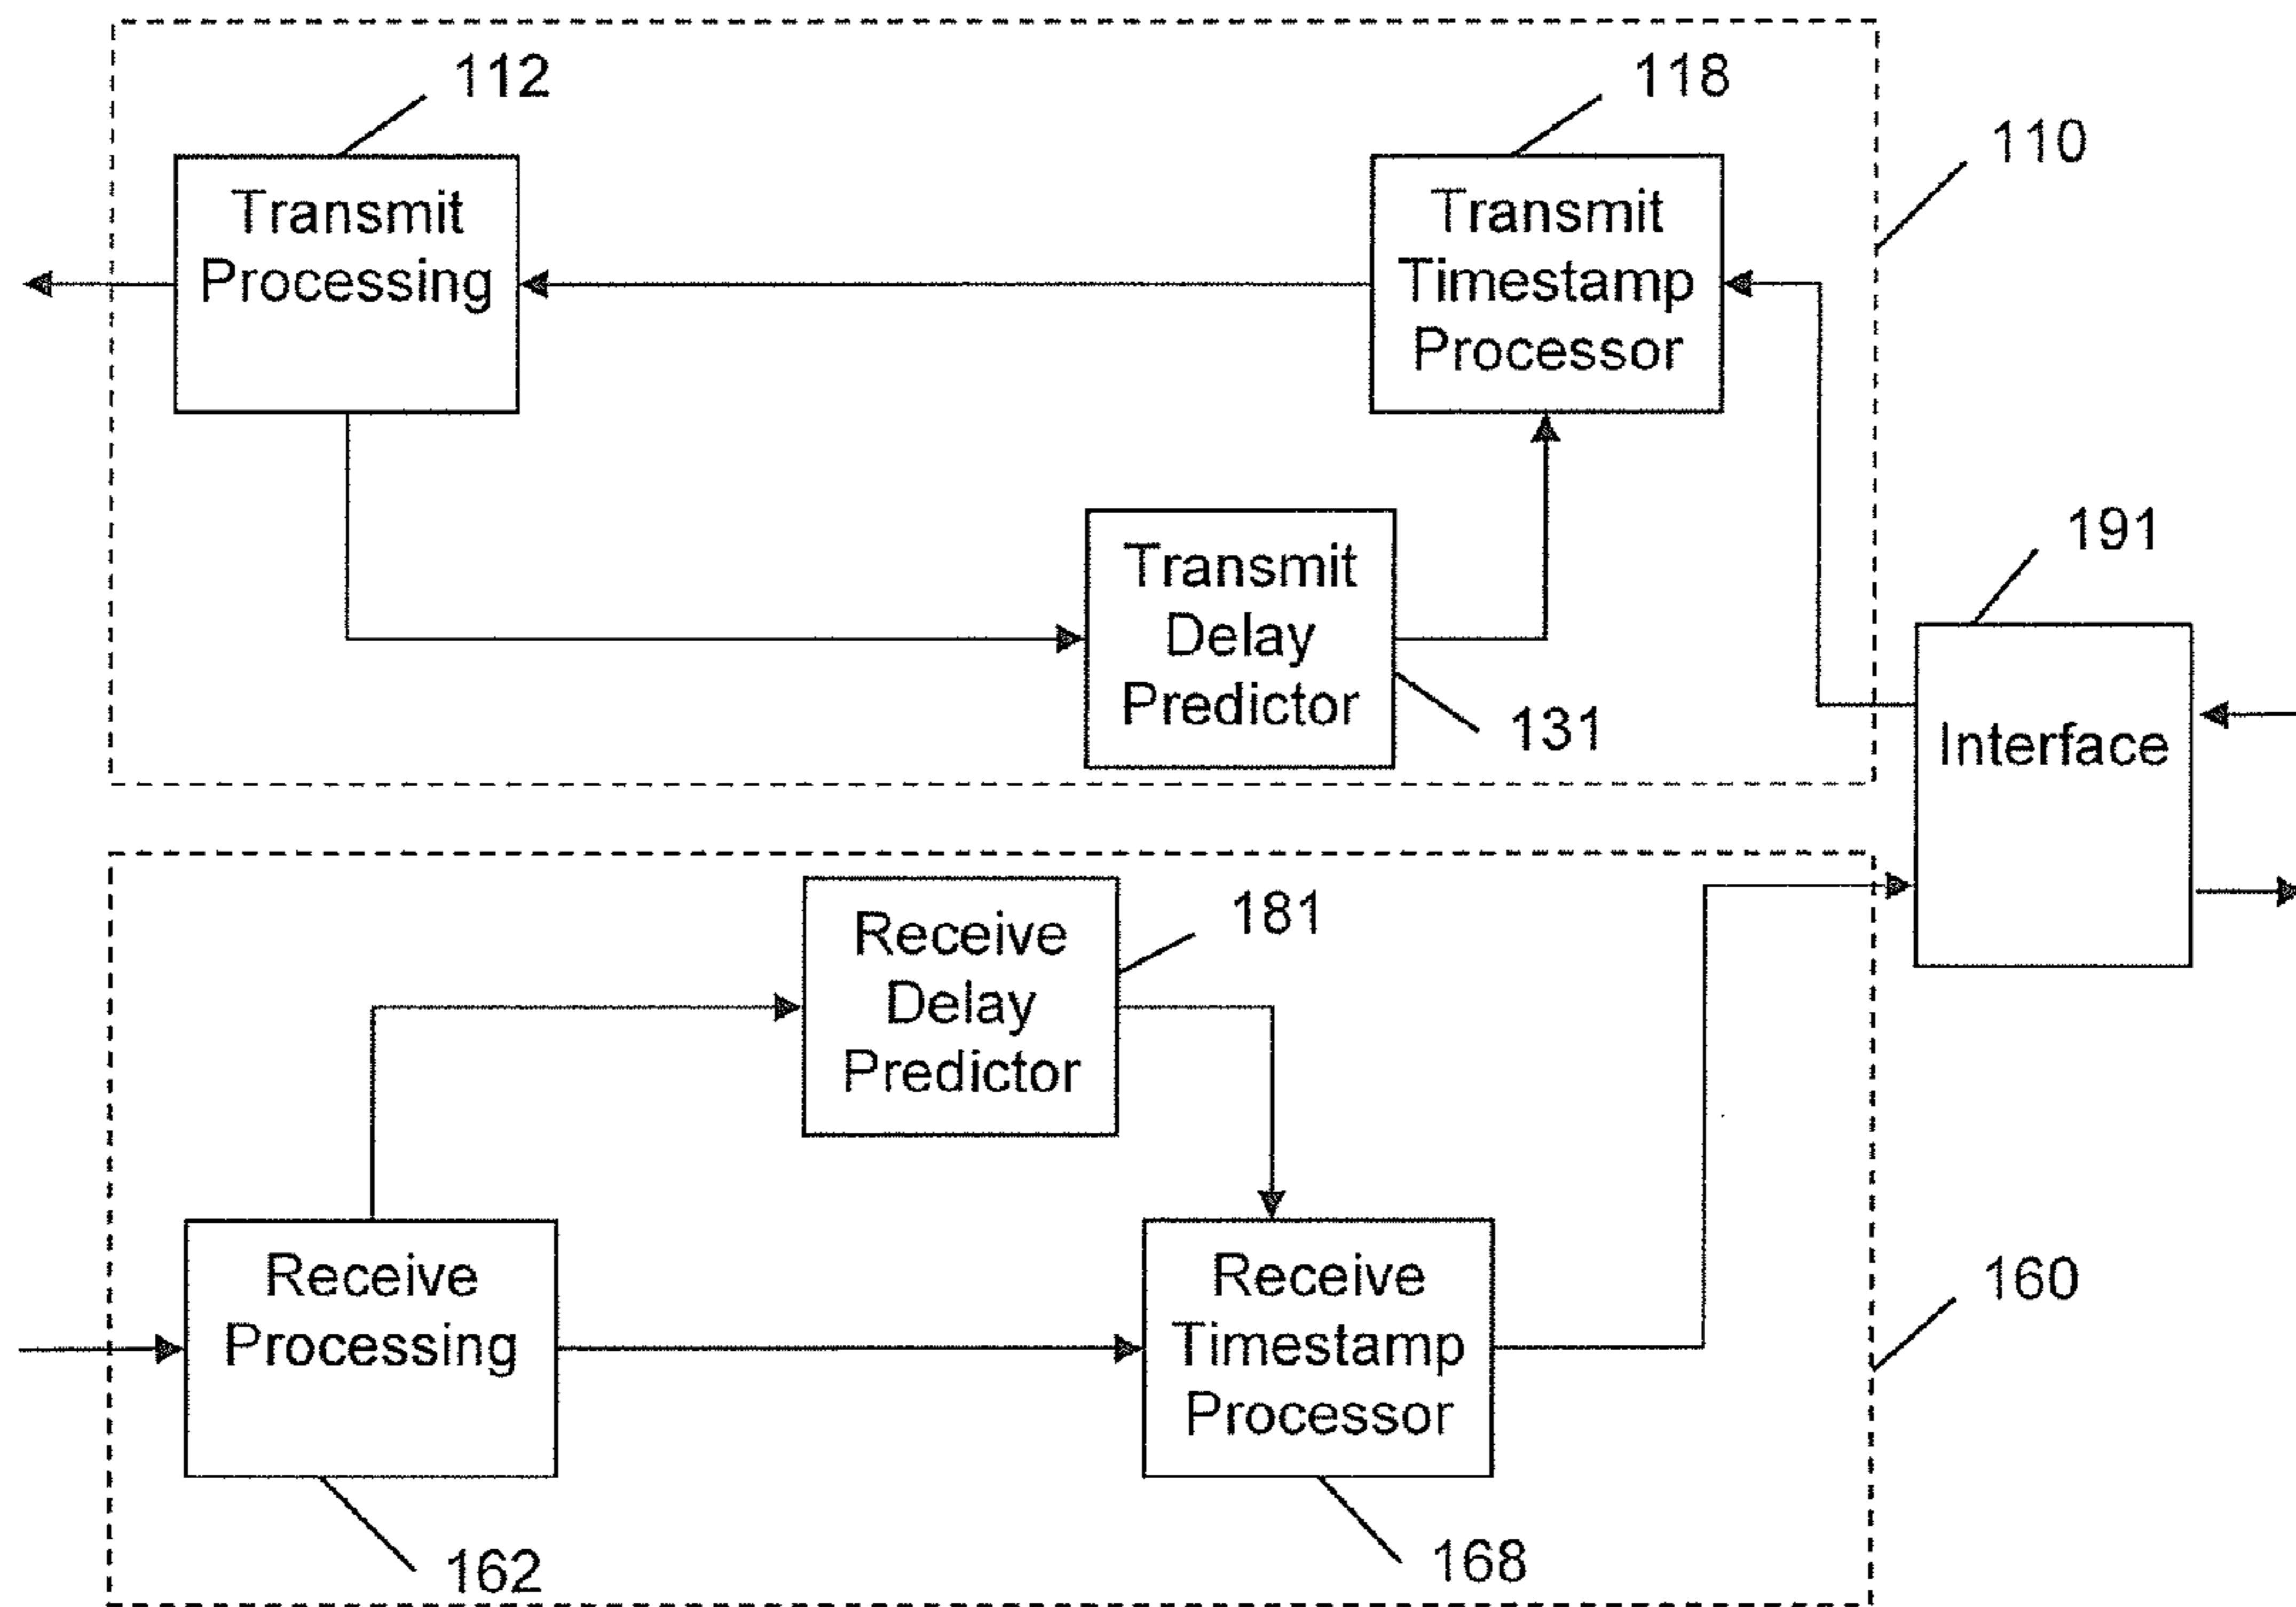 112
118
110
Transmit
Processing
Transmit
Timestamp
Processor
191
Transmit
Delay
Predictor
131
Interface
181
Receive
Delay
Predictor
160
Receive
Processing
Receive
Timestamp
Processor
162
168